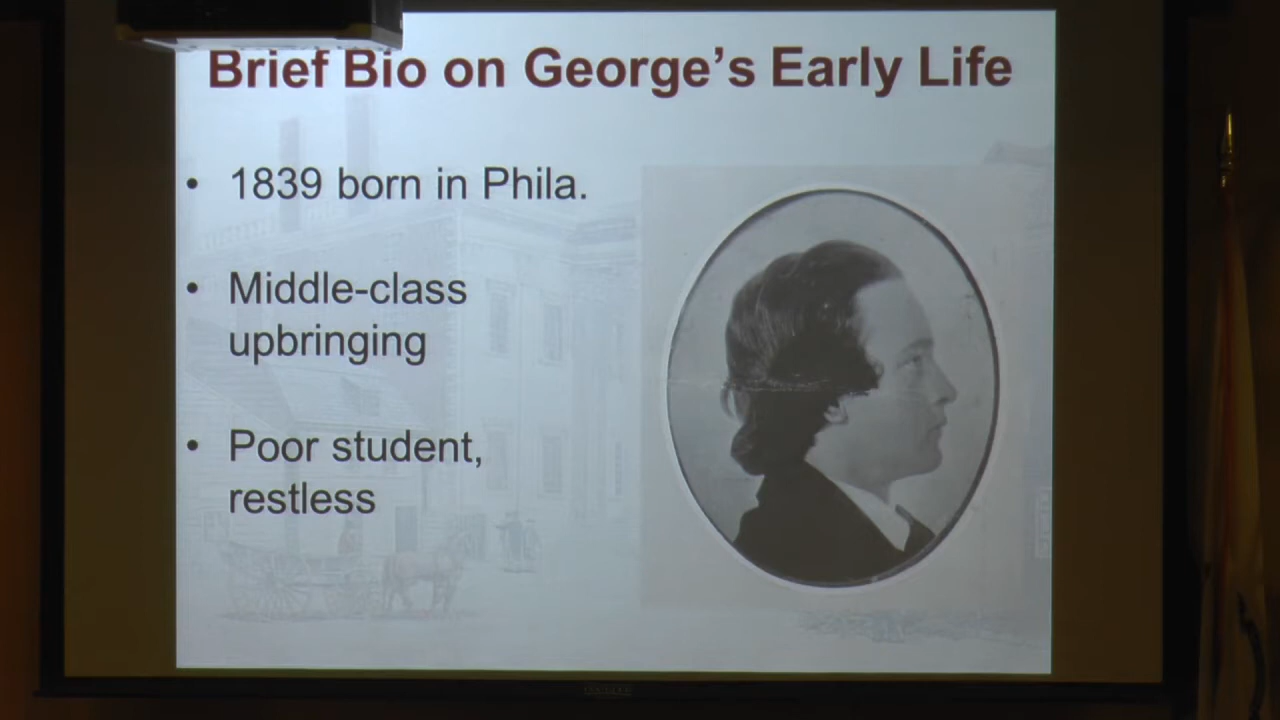 Brief Bio on George's Early Life
• 1839 born in Phila.
• Middle-class
upbringing
• Poor student,
restless